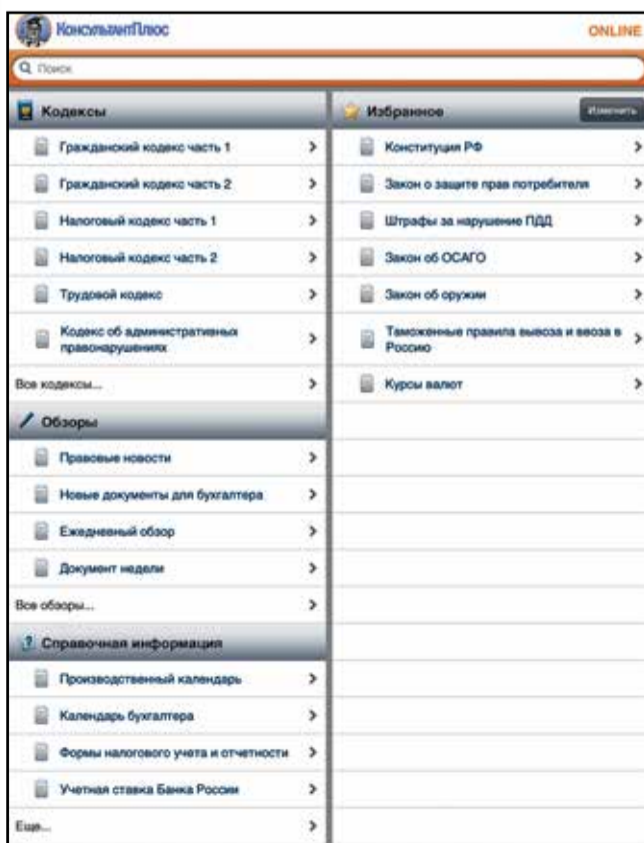 КонсультантПлюс
ONLINE
Поиск
Кодексы
Гражданский кодекс часть 1
Гражданский кодекс часть 2
Налоговый кодекс часть 1
Налоговый кодекс часть 2
Трудовой кодекс
Кодекс об административных
правонарушениях
Все кодексы...
Обзоры
Правовые новости
Новые документы для бухгалтера
Ежедневный обзор
Документ недели
Все обзоры...
Справочная информация
Производственный календарь
Календарь бухгалтера
Формы налогового учета и отчетности
Учетная ставка Банка России
Еще...
Избранное
Изменить
Конституция РФ
Закон о защите прав потребителя
Штрафы за нарушение ПДД
Закон об ОСАГО
Закон об оружии
Таможенные правила вывоза и ввоза в
Россию
Курсы валют